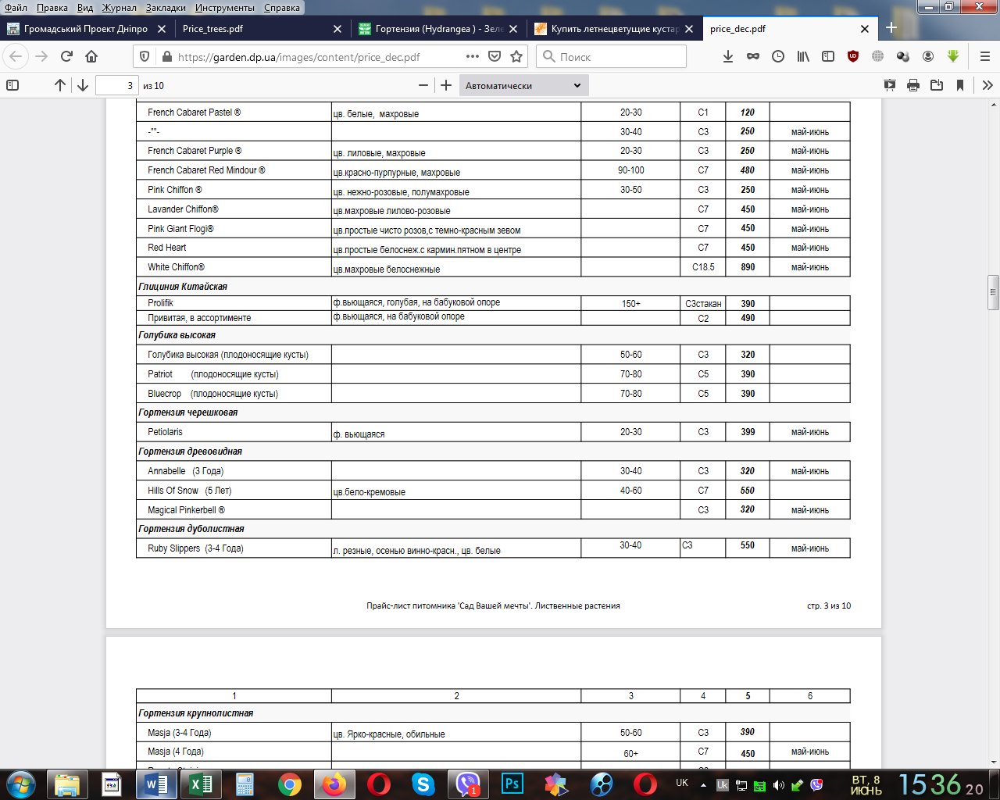 Файл Правка Вид Журнал Закладки Инструменты Справка
Громадський Проект Дніпро Price_trees.pdf Гортензия (Hydrangea ) - Зеле Купить летнецветущие кустар price_dec.pdf
https://garden.dp.ua/images/content/price_dec.pdf Поиск
3 из 10 Автоматически
French Cabaret Pastel ® цв. белые, махровые 20-30 C1 120
-""- 30-40 C3 250 май-июнь
French Cabaret Purple ® цв. лиловые, махровые 20-30 C3 250 май-июнь
French Cabaret Red Mindour ® цв.красно-пурпурные, махровые 90-100 C7 480 май-июнь
Pink Chiffon ® цв. нежно-розовые, полумахровые 30-50 C3 250 май-июнь
Lavander Chiffon® цв.махровые лилово-розовые C7 450 май-июнь
Pink Giant Flogi® цв.простые чисто розов,с темно-красным зевом C7 450 май-июнь
Red Heart цв.простые белоснеж.с кармин.пятном в центре C7 450 май-июнь
White Chiffon® цв.махровые белоснежные C18.5 890 май-июнь
Глициния Китайская
Prolifik ф.вьющаяся, голубая, на бабуковой опоре 150+ C3стакан 390
Привитая, в ассортименте ф.вьющаяся, на бабуковой опоре C2 490
Голубика высокая
Голубика высокая (плодоносящие кусты) 50-60 C3 320
Patriot (плодоносящие кусты) 70-80 C5 390
Bluecrop (плодоносящие кусты) 70-80 C5 390
Гортензия черешковая
Petiolaris ф. вьющаяся 20-30 C3 399 май-июнь
Гортензия древовидная
Annabelle (3 Года) 30-40 C3 320 май-июнь
Hills Of Snow (5 Лет) цв.бело-кремовые 40-60 C7 550
Magical Pinkerbell ® C3 320 май-июнь
Гортензия дуболистная
Ruby Slippers (3-4 Года) л. резные, осенью винно-красн., цв. белые 30-40 C3 550 май-июнь
Прайс-лист питомника 'Сад Вашей мечты'. Лиственные растения стр. 3 из 10
1 2 3 4 5 6
Гортензия крупнолистная
Masja (3-4 Года) цв. Ярко-красные, обильные 50-60 C3 390
Masja (4 Года) 60+ C7 450 май-июнь
UK Uk ВТ, 8 ИЮНЬ 15 36 20